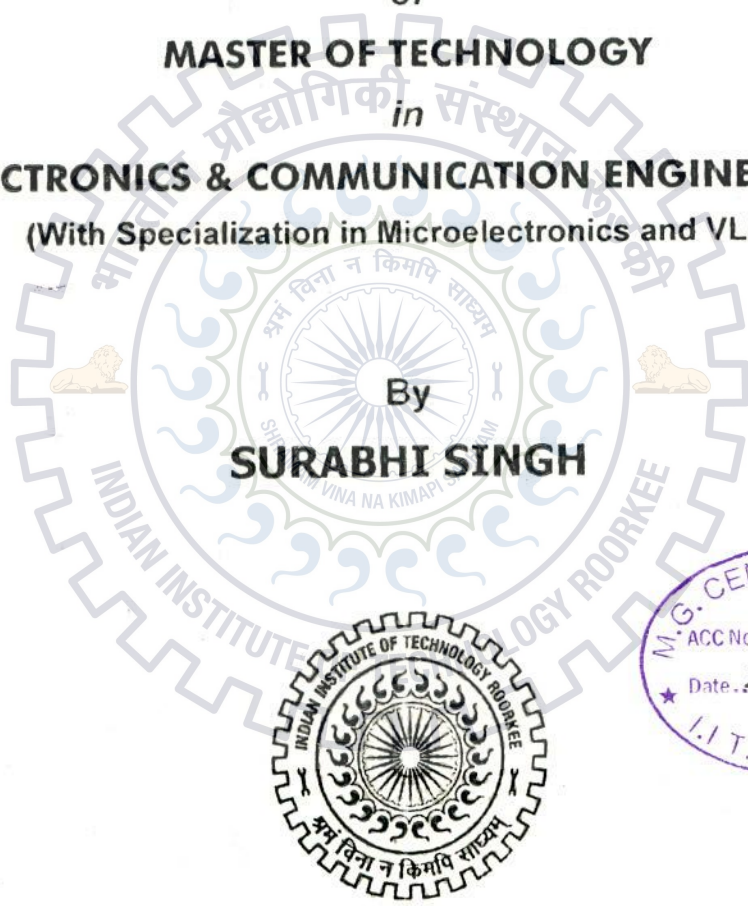 of
MASTER OF TECHNOLOGY
in
CTRONICS & COMMUNICATION ENGINE
(With Specialization in Microelectronics and VL
By
SURABHI SINGH
भारतीय प्रौद्योगिकी संस्थान रुड़की
श्रमं विना न किमपि साध्यम्
SHRAMAM VINA NA KIMAPI SADHYAM
INDIAN INSTITUTE OF TECHNOLOGY ROORKEE
INDIAN INSTITUTE OF TECHNOLOGY ROORKEE
श्रमं विना न किमपि साध्यम्
M.G. CE
ACC No
Date
I.I.T.